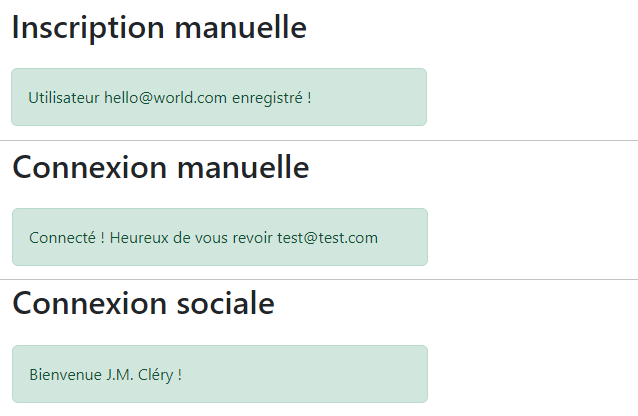 Inscription manuelle
Utilisateur hello@world.com enregistré !
Connexion manuelle
Connecté ! Heureux de vous revoir test@test.com
Connexion sociale
Bienvenue J.M. Cléry !